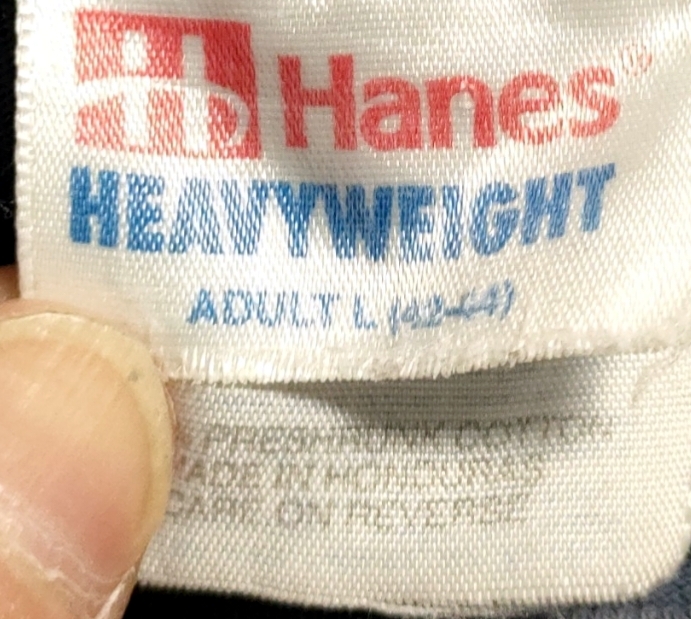 Hanes®
HEAVYWEIGHT
ADULT L (42-44)
PRESHRUNK COTTON
ADE IN HONDURAS
CARE ON REVERSE